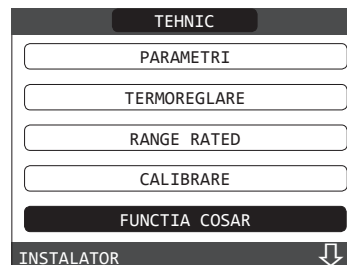 TEHNIC
PARAMETRI
TERMOREGLARE
RANGE RATED
CALIBRARE
FUNCTIA COSAR
INSTALATOR